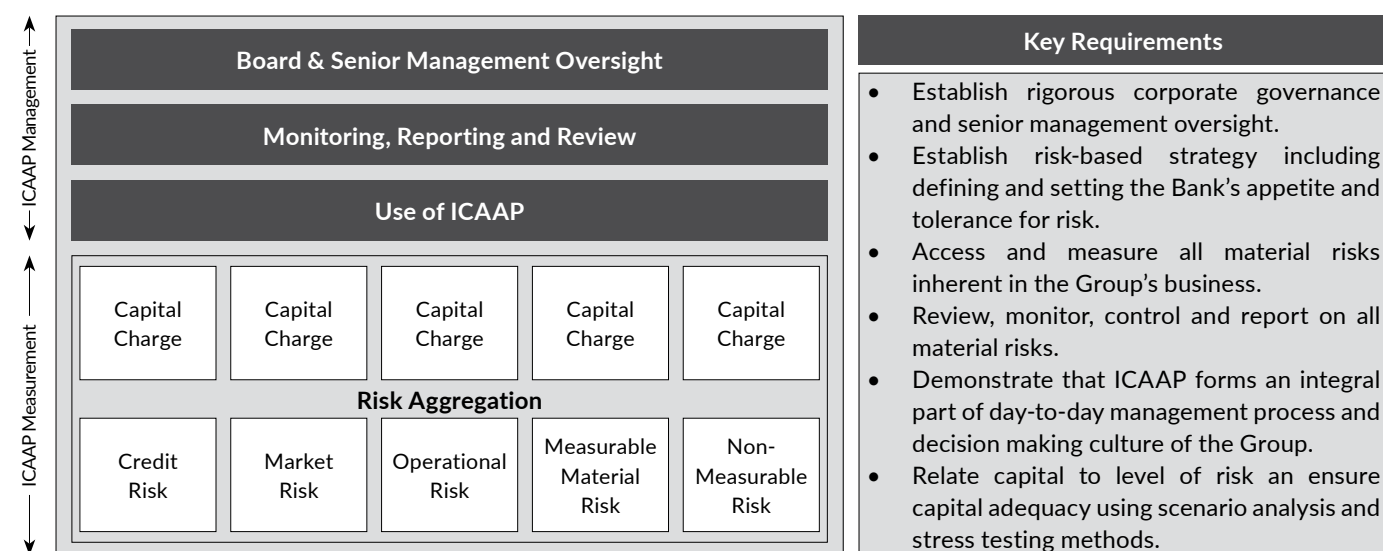 ICAAP Management
Board & Senior Management Oversight
Monitoring, Reporting and Review
Use of ICAAP
ICAAP Measurement
Capital
Charge
Capital
Charge
Capital
Charge
Capital
Charge
Capital
Charge
Risk Aggregation
Credit
Risk
Market
Risk
Operational
Risk
Measurable
Material
Risk
Non-
Measurable
Risk
Key Requirements
• Establish rigorous corporate governance
and senior management oversight.
• Establish risk-based strategy including
defining and setting the Bank’s appetite and
tolerance for risk.
• Access and measure all material risks
inherent in the Group’s business.
• Review, monitor, control and report on all
material risks.
• Demonstrate that ICAAP forms an integral
part of day-to-day management process and
decision making culture of the Group.
• Relate capital to level of risk an ensure
capital adequacy using scenario analysis and
stress testing methods.